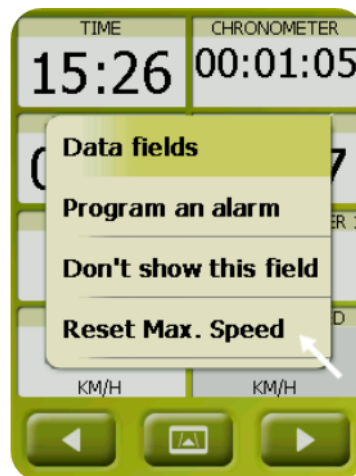 TIME CHRONOMETER
15:26 00:01:05
Data fields
Program an alarm
Don't show this field
Reset Max. Speed
KM/H KM/H